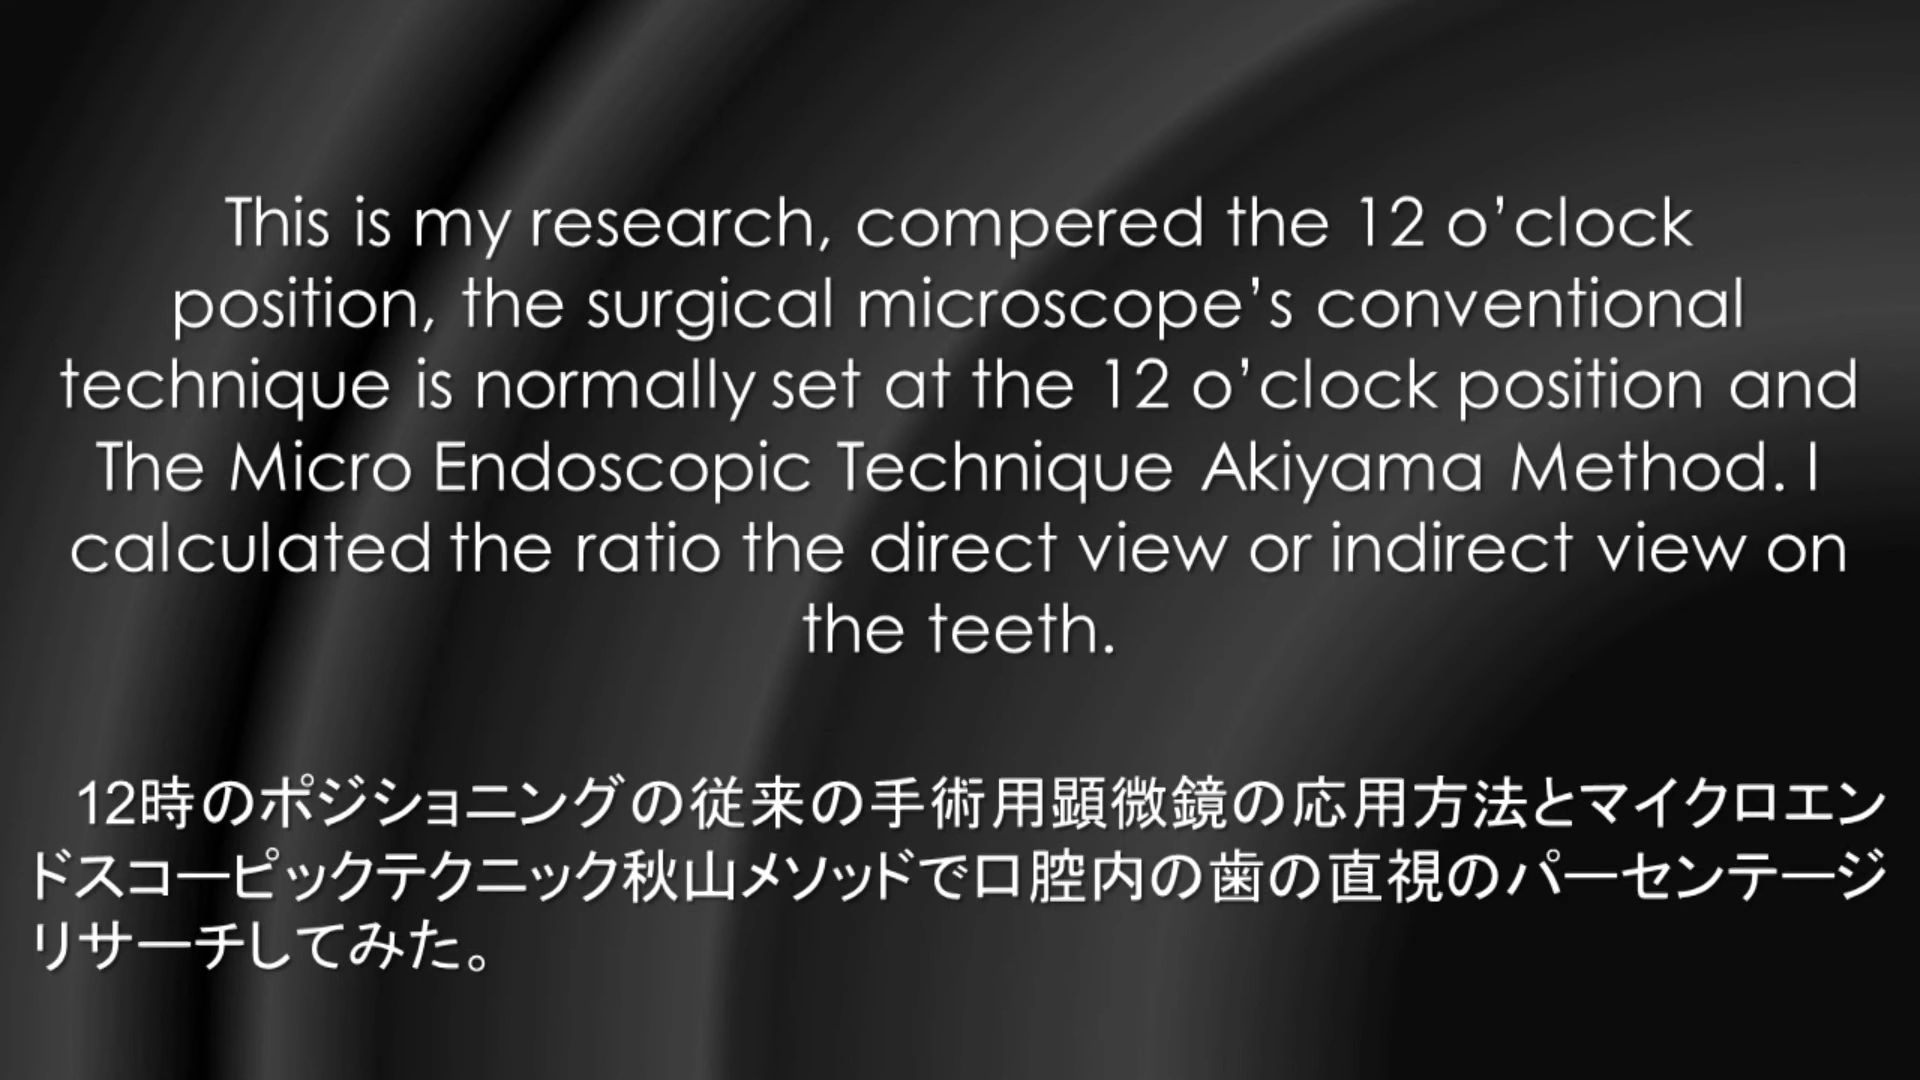 This is my research, compered the 12 o’clock
position, the surgical microscope’s conventional
technique is normally set at the 12 o’clock position and
The Micro Endoscopic Technique Akiyama Method. I
calculated the ratio the direct view or indirect view on
the teeth.
12時のポジショニングの従来の手術用顕微鏡の応用方法とマイクロエン
ドスコーピックテクニック秋山メソッドで口腔内の歯の直視のパーセンテージ
リサーチしてみた。